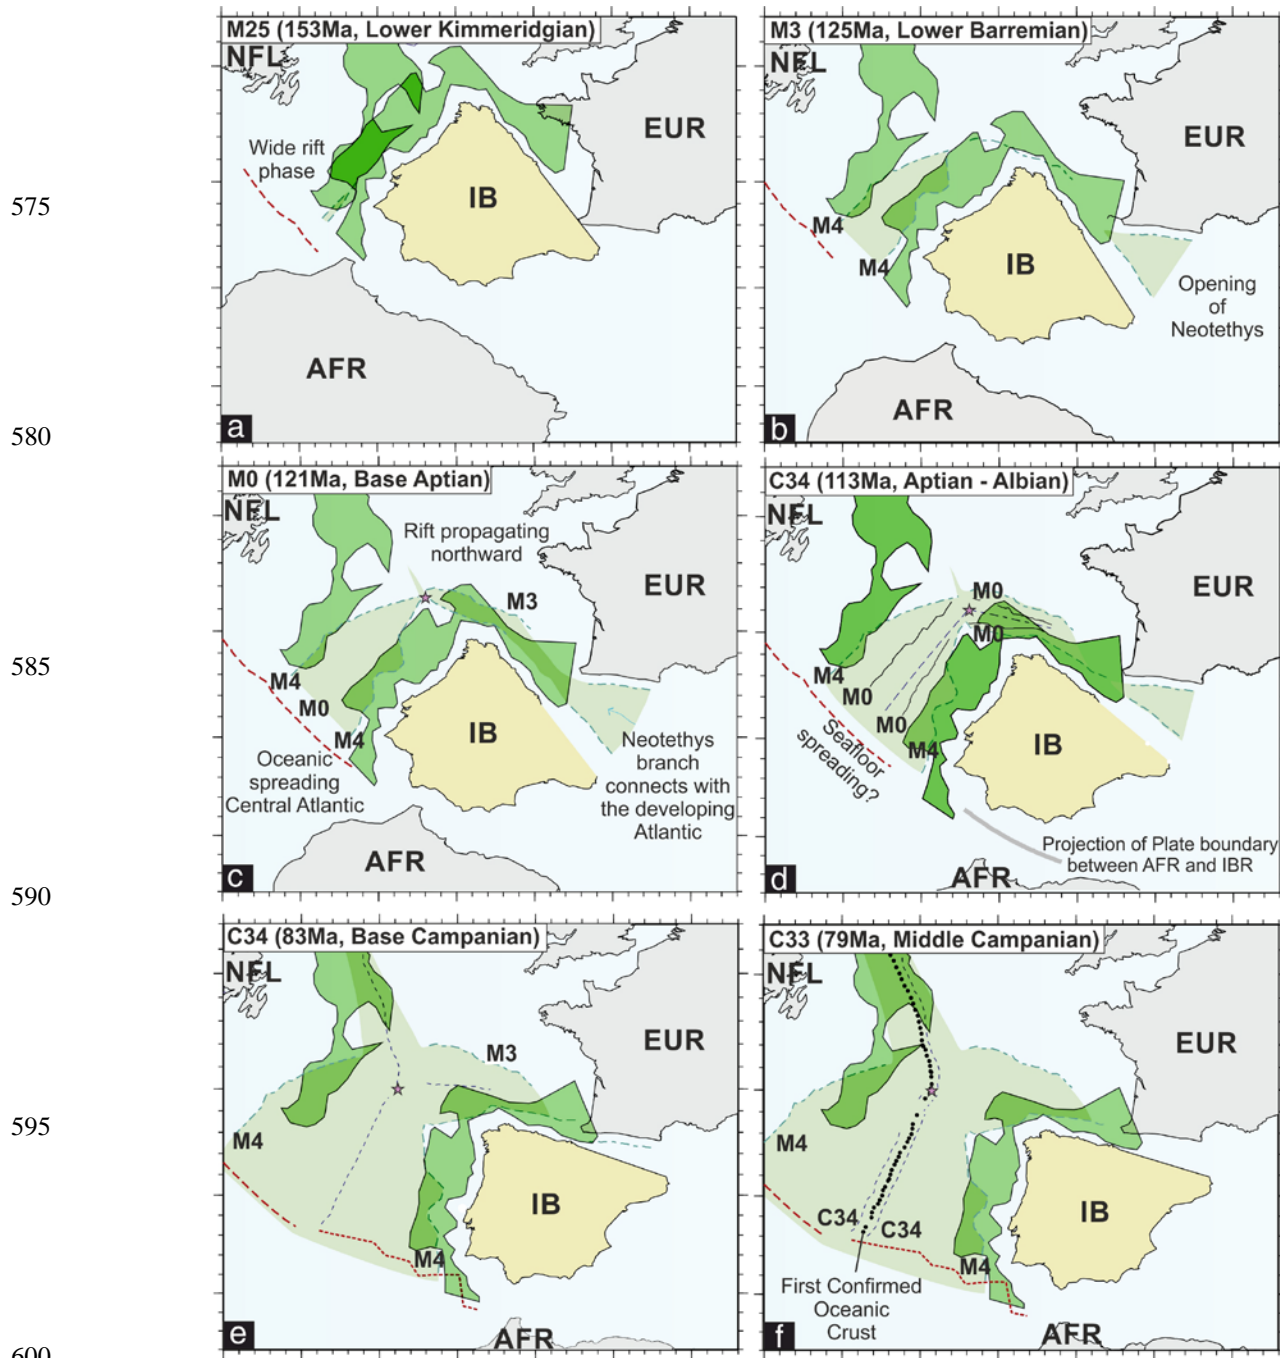 M25 (153Ma, Lower Kimmeridgian)
NFL
Wide rift
phase
EUR
IB
AFR
a
M3 (125Ma, Lower Barremian)
NFL
EUR
M4
M4
IB
Opening
of
Neotethys
AFR
b
575
580
M0 (121Ma, Base Aptian)
NFL
Rift propagating
northward
EUR
M3
M4
M0
M4
IB
Oceanic
spreading
Central Atlantic
Neotethys
branch
connects with
the developing
Atlantic
AFR
c
C34 (113Ma, Aptian - Albian)
NFL
EUR
M0
M0
M4
M0
M0
M4
IB
Seafloor
spreading?
Projection of Plate boundary
between AFR and IBR
AFR
d
585
590
C34 (83Ma, Base Campanian)
NFL
EUR
M3
M4
IB
M4
AFR
e
C33 (79Ma, Middle Campanian)
NFL
EUR
M4
C34
C34
IB
M4
First Confirmed
Oceanic
Crust
AFR
f
595
600